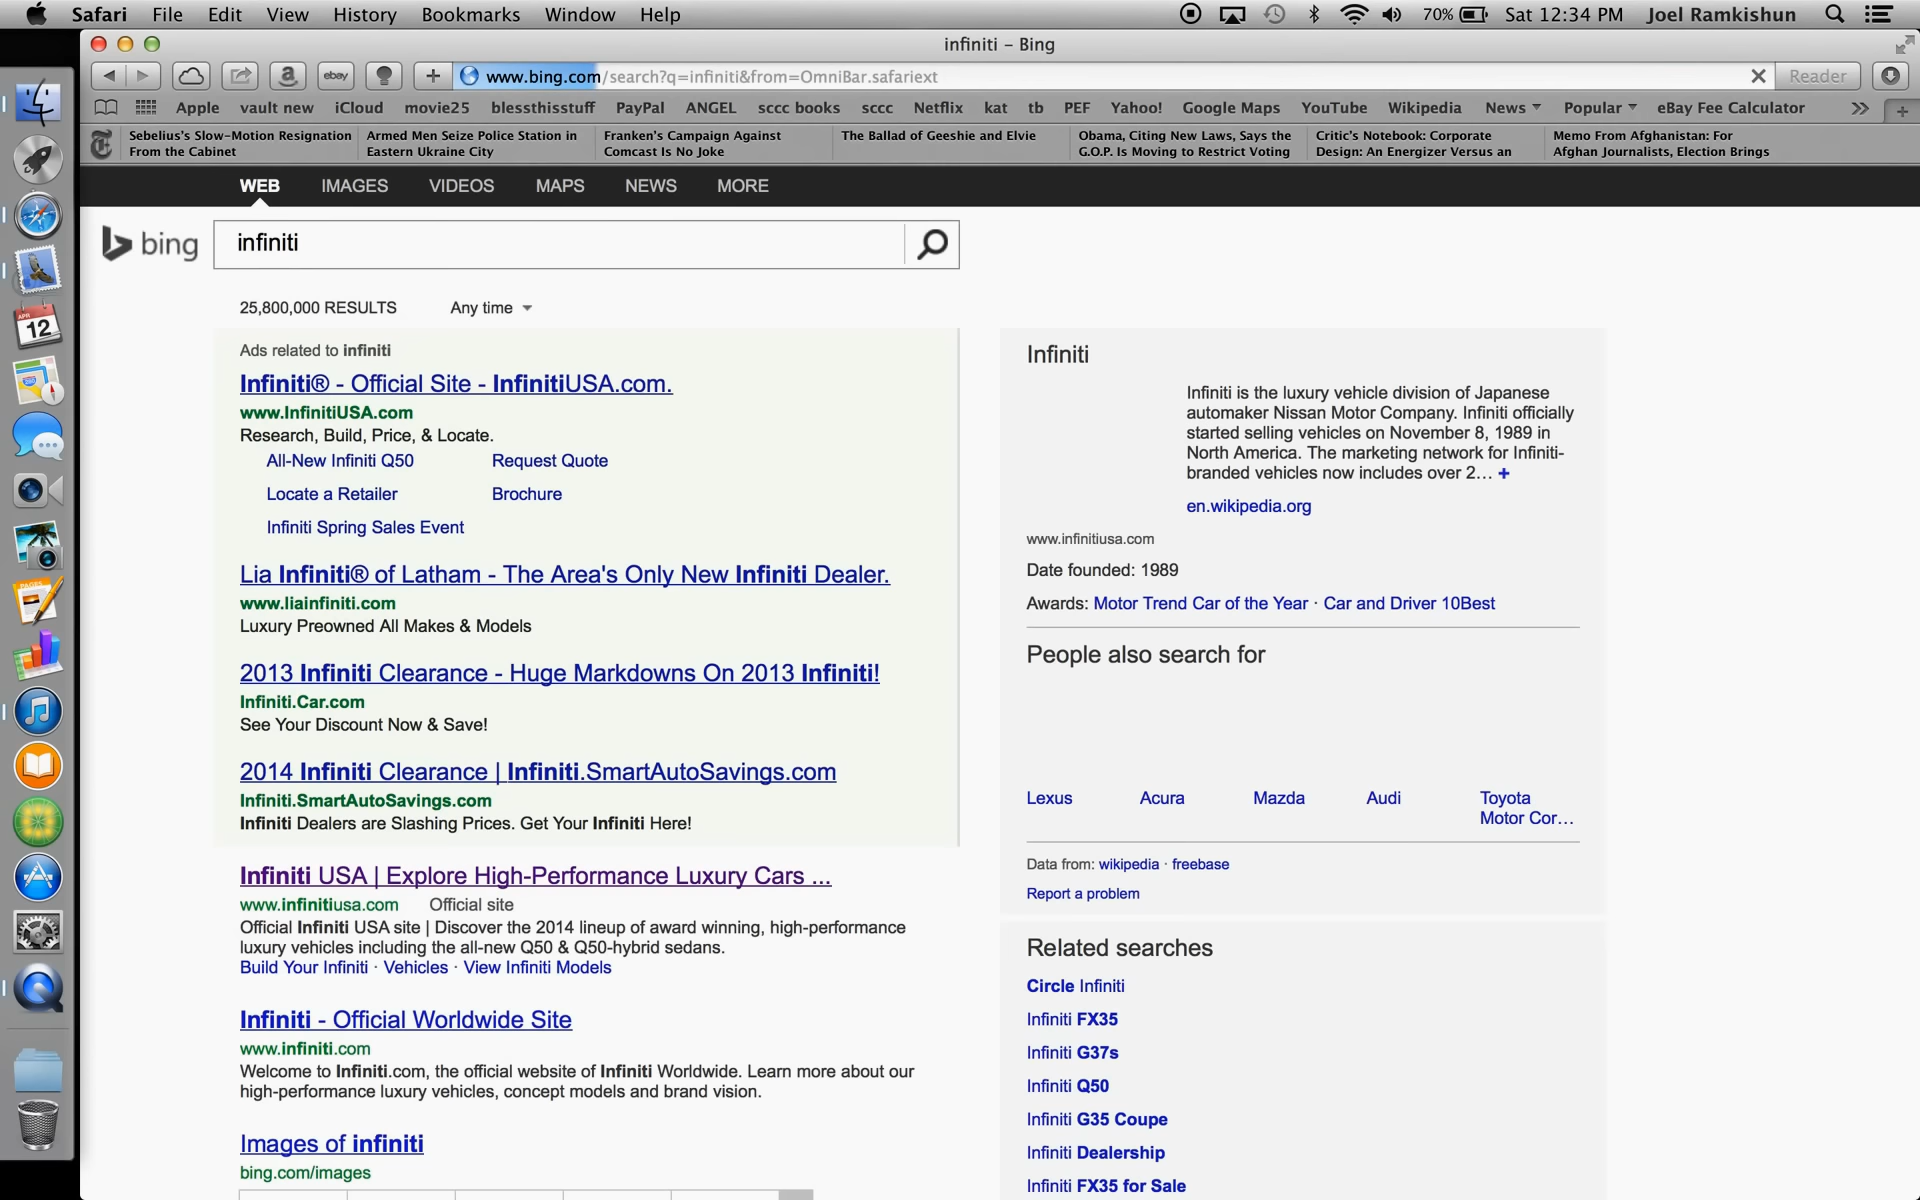 Safari File Edit View History Bookmarks Window Help
70% Sat 12:34 PM Joel Ramkishun
infiniti – Bing
ebay
www.bing.com/search?q=infiniti&from=OmniBar.safariext
Reader
Apple vault new iCloud movie25 blessthisstuff PayPal ANGEL sccc books sccc Netflix kat tb PEF Yahoo! Google Maps YouTube Wikipedia News Popular eBay Fee Calculator
Sebelius's Slow-Motion Resignation
From the Cabinet
Armed Men Seize Police Station in
Eastern Ukraine City
Franken's Campaign Against
Comcast Is No Joke
The Ballad of Geeshie and Elvie
Obama, Citing New Laws, Says the
G.O.P. Is Moving to Restrict Voting
Critic's Notebook: Corporate
Design: An Energizer Versus an
Memo From Afghanistan: For
Afghan Journalists, Election Brings
WEB IMAGES VIDEOS MAPS NEWS MORE
bing
infiniti
25,800,000 RESULTS Any time
Ads related to infiniti
Infiniti® - Official Site - InfinitiUSA.com.
www.InfinitiUSA.com
Research, Build, Price, & Locate.
All-New Infiniti Q50 Request Quote
Locate a Retailer Brochure
Infiniti Spring Sales Event
Lia Infiniti® of Latham - The Area's Only New Infiniti Dealer.
www.liainfiniti.com
Luxury Preowned All Makes & Models
2013 Infiniti Clearance - Huge Markdowns On 2013 Infiniti!
Infiniti.Car.com
See Your Discount Now & Save!
2014 Infiniti Clearance | Infiniti.SmartAutoSavings.com
Infiniti.SmartAutoSavings.com
Infiniti Dealers are Slashing Prices. Get Your Infiniti Here!
Infiniti USA | Explore High-Performance Luxury Cars ...
www.infinitiusa.com Official site
Official Infiniti USA site | Discover the 2014 lineup of award winning, high-performance
luxury vehicles including the all-new Q50 & Q50-hybrid sedans.
Build Your Infiniti · Vehicles · View Infiniti Models
Infiniti - Official Worldwide Site
www.infiniti.com
Welcome to Infiniti.com, the official website of Infiniti Worldwide. Learn more about our
high-performance luxury vehicles, concept models and brand vision.
Images of infiniti
bing.com/images
Infiniti
Infiniti is the luxury vehicle division of Japanese
automaker Nissan Motor Company. Infiniti officially
started selling vehicles on November 8, 1989 in
North America. The marketing network for Infiniti-
branded vehicles now includes over 2… +
en.wikipedia.org
www.infinitiusa.com
Date founded: 1989
Awards: Motor Trend Car of the Year · Car and Driver 10Best
People also search for
Lexus Acura Mazda Audi Toyota
Motor Cor…
Data from: wikipedia · freebase
Report a problem
Related searches
Circle Infiniti
Infiniti FX35
Infiniti G37s
Infiniti Q50
Infiniti G35 Coupe
Infiniti Dealership
Infiniti FX35 for Sale
APR
12
PAGES